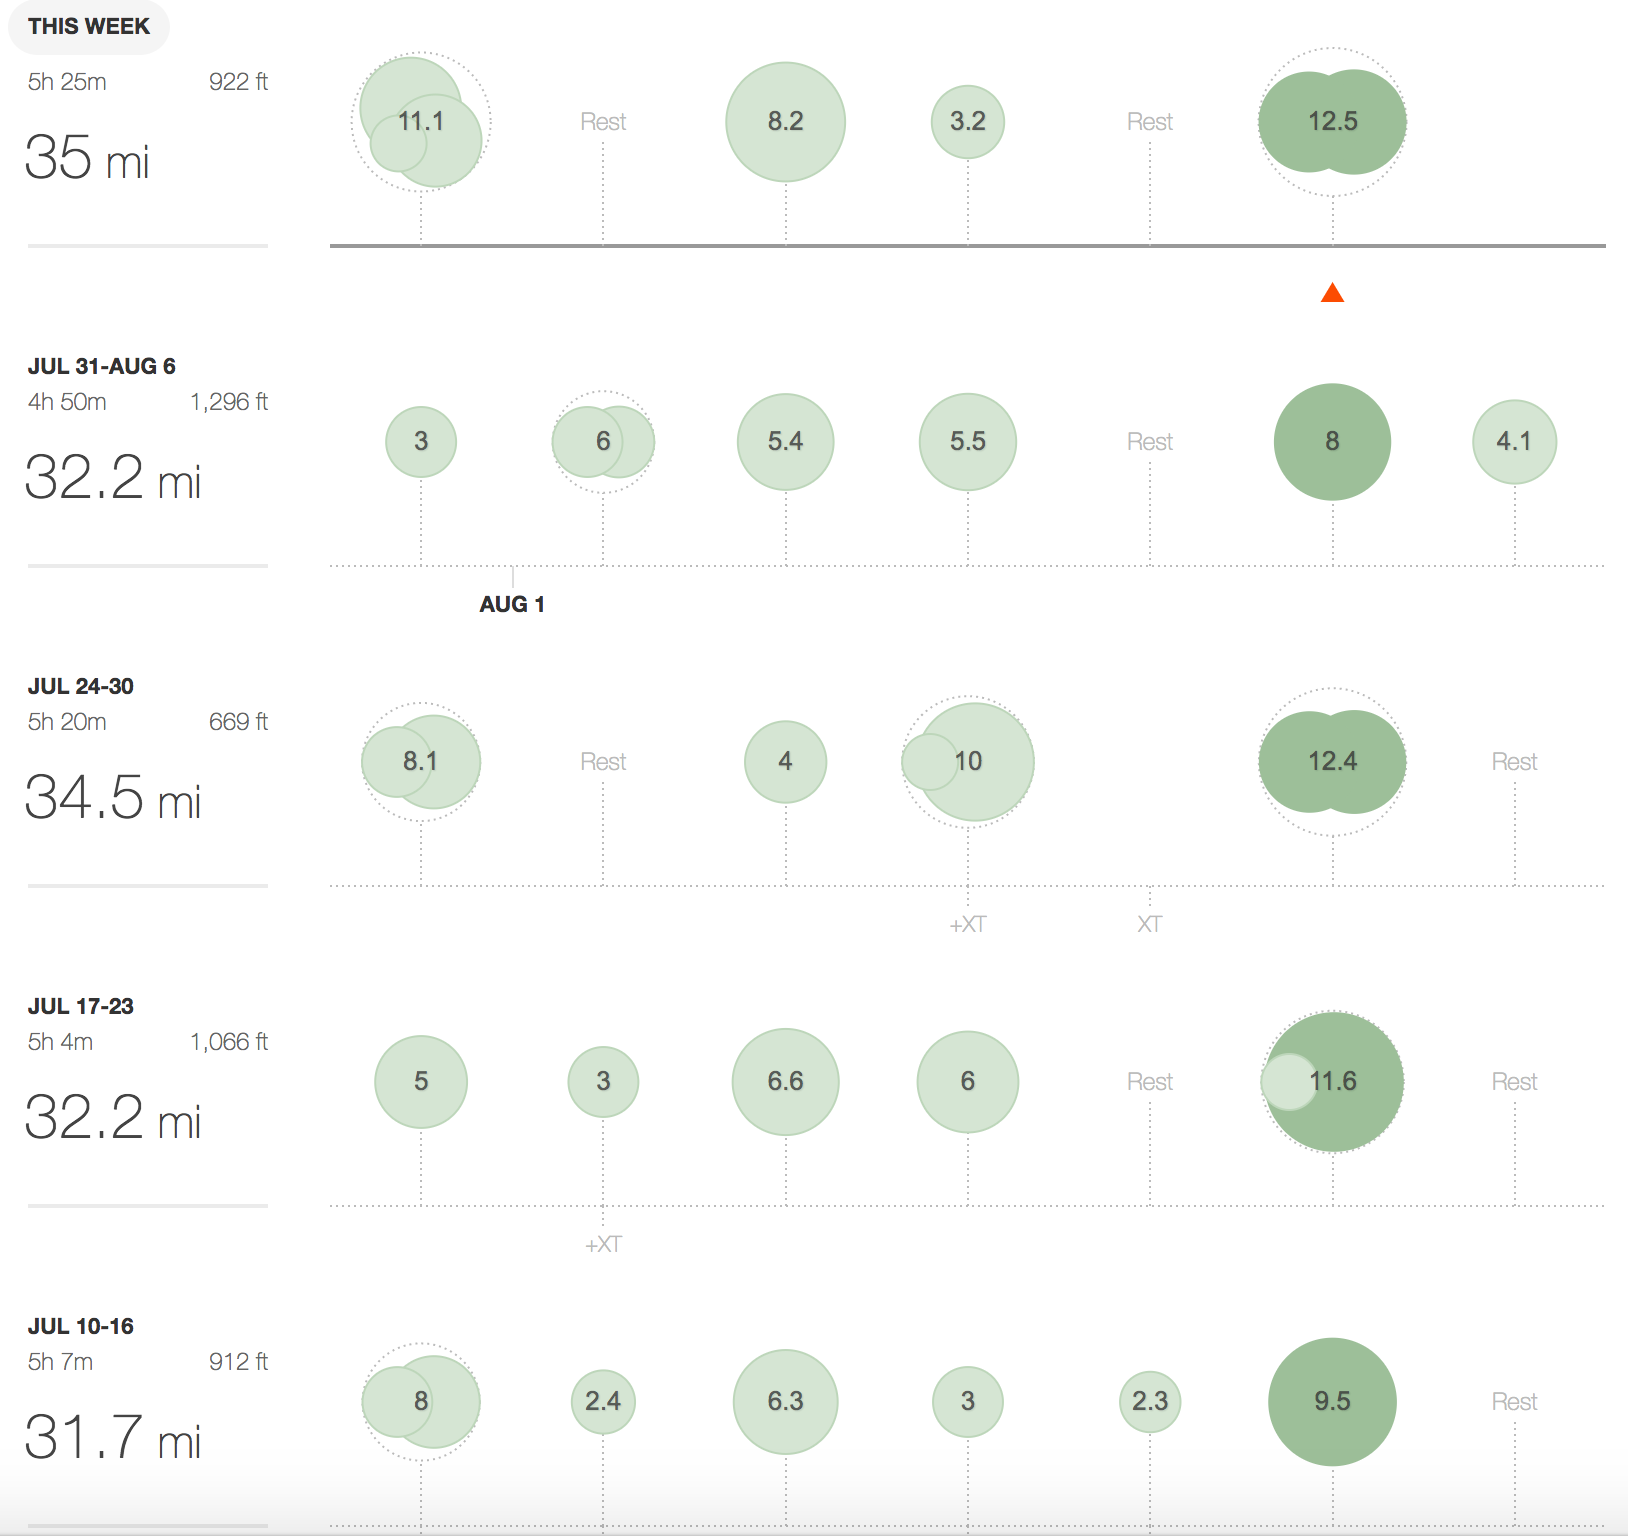 THIS WEEK
5h 25m 922 ft
35 mi
11.1 Rest 8.2 3.2 Rest 12.5
JUL 31-AUG 6
4h 50m 1,296 ft
32.2 mi
3 6 5.4 5.5 Rest 8 4.1
AUG 1
JUL 24-30
5h 20m 669 ft
34.5 mi
8.1 Rest 4 10 12.4 Rest
+XT XT
JUL 17-23
5h 4m 1,066 ft
32.2 mi
5 3 6.6 6 Rest 11.6 Rest
+XT
JUL 10-16
5h 7m 912 ft
31.7 mi
8 2.4 6.3 3 2.3 9.5 Rest